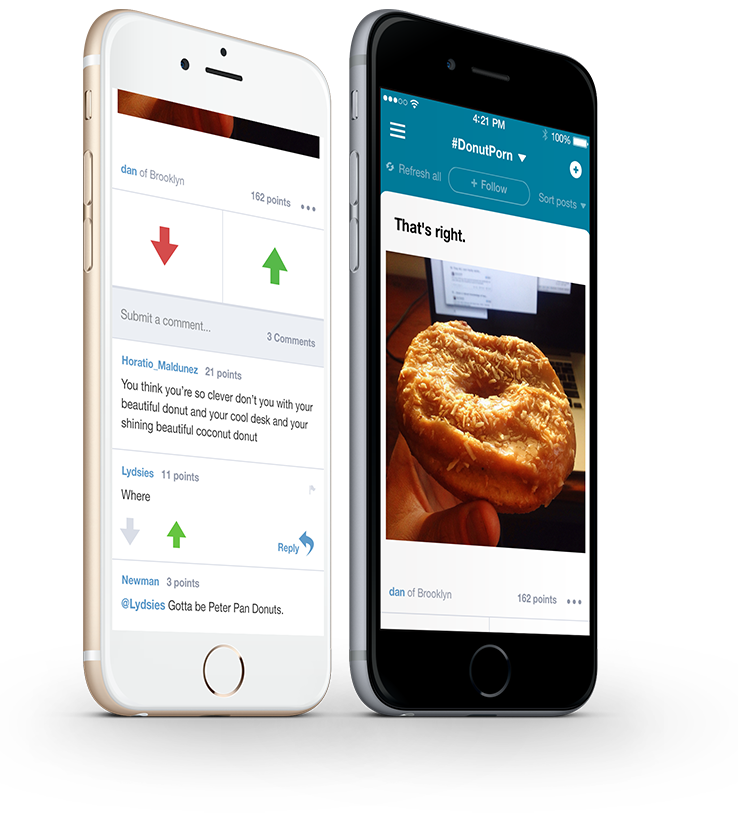 dan of Brooklyn
162 points
Submit a comment...
3 Comments
Horatio_Maldunez 21 points
You think you're so clever don't you with your
beautiful donut and your cool desk and your
shining beautiful coconut donut
Lydsies 11 points
Where
Reply
Newman 3 points
@Lydsies Gotta be Peter Pan Donuts.
4:21 PM
100%
#DonutPorn
Refresh all
+ Follow
Sort posts
That's right.
dan of Brooklyn
162 points